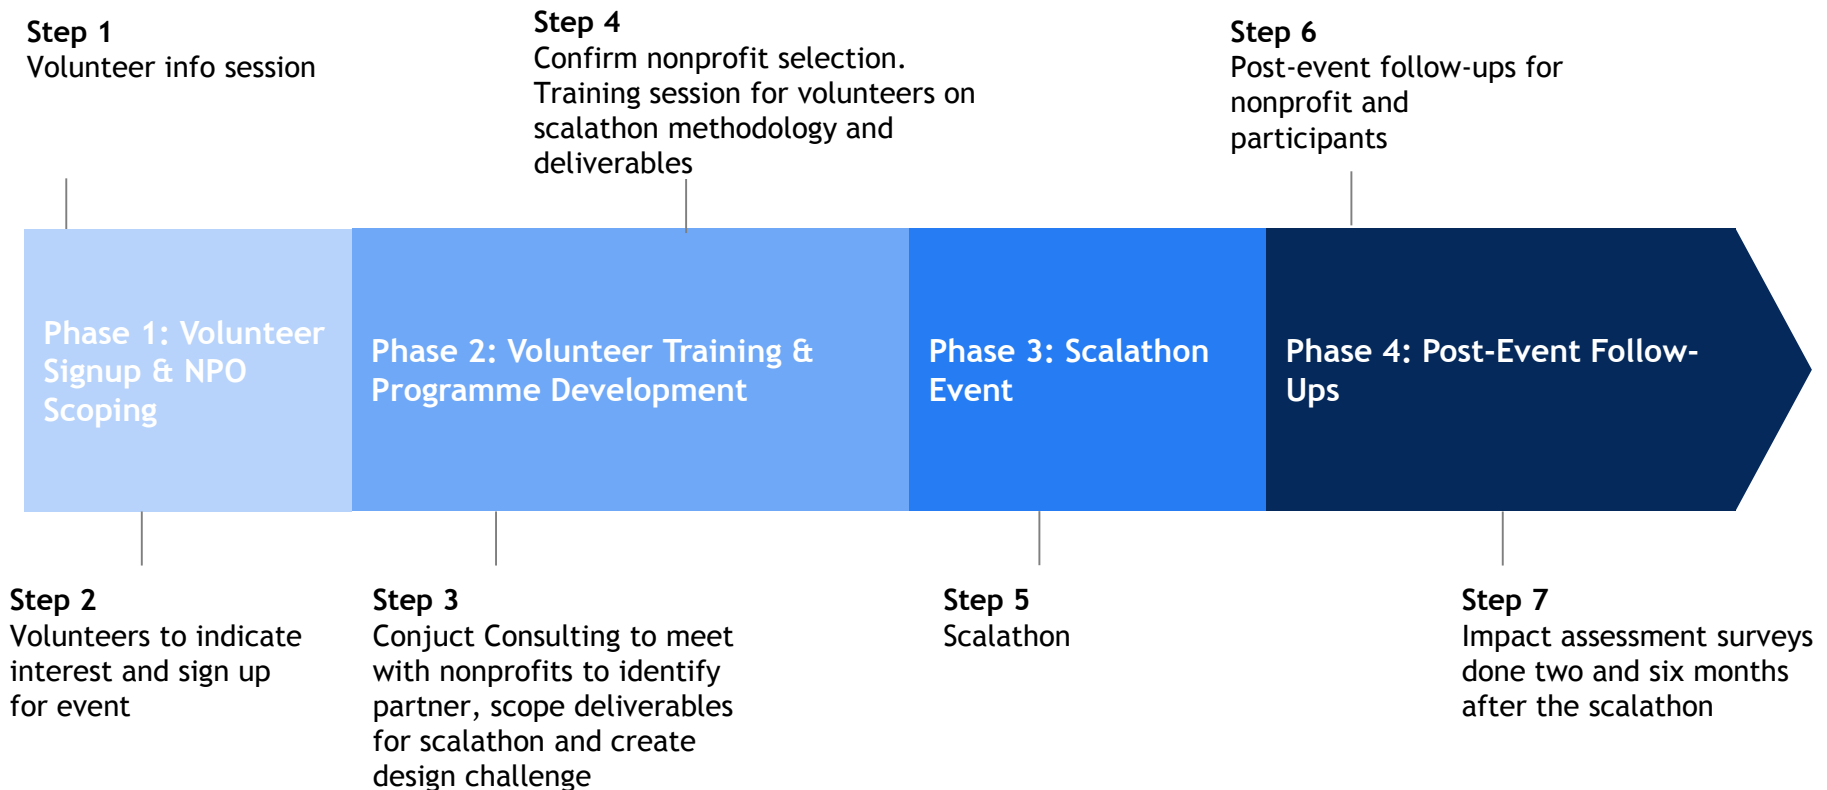 Step 1
Volunteer info session
Step 4
Confirm nonprofit selection.
Training session for volunteers on
scalathon methodology and
deliverables
Step 6
Post-event follow-ups for
nonprofit and
participants
Phase 1: Volunteer
Signup & NPO
Scoping
Phase 2: Volunteer Training &
Programme Development
Phase 3: Scalathon
Event
Phase 4: Post-Event Follow-
Ups
Step 2
Volunteers to indicate
interest and sign up
for event
Step 3
Conjuct Consulting to meet
with nonprofits to identify
partner, scope deliverables
for scalathon and create
design challenge
Step 5
Scalathon
Step 7
Impact assessment surveys
done two and six months
after the scalathon